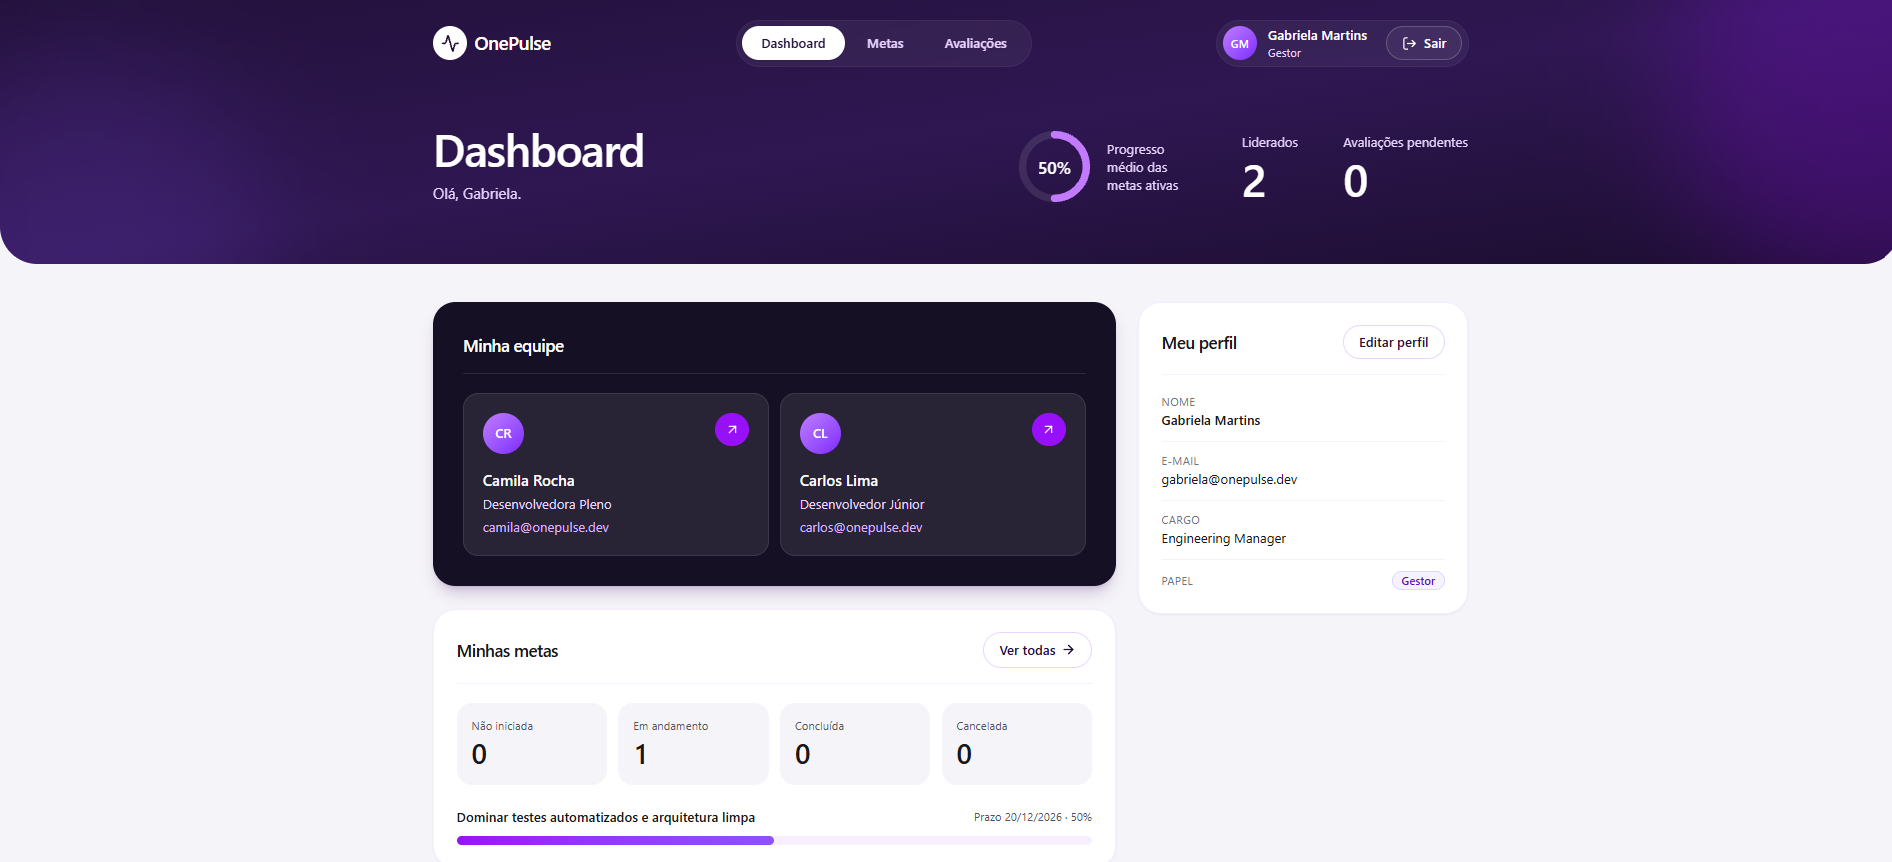 OnePulse
Dashboard
Metas
Avaliações
GM
Gabriela Martins
Gestor
Sair
Dashboard
Olá, Gabriela.
50%
Progresso
médio das
metas ativas
Liderados
2
Avaliações pendentes
0
Minha equipe
CR
Camila Rocha
Desenvolvedora Pleno
camila@onepulse.dev
CL
Carlos Lima
Desenvolvedor Júnior
carlos@onepulse.dev
Meu perfil
Editar perfil
NOME
Gabriela Martins
E-MAIL
gabriela@onepulse.dev
CARGO
Engineering Manager
PAPEL
Gestor
Minhas metas
Ver todas
Não iniciada
0
Em andamento
1
Concluída
0
Cancelada
0
Dominar testes automatizados e arquitetura limpa
Prazo 20/12/2026 · 50%